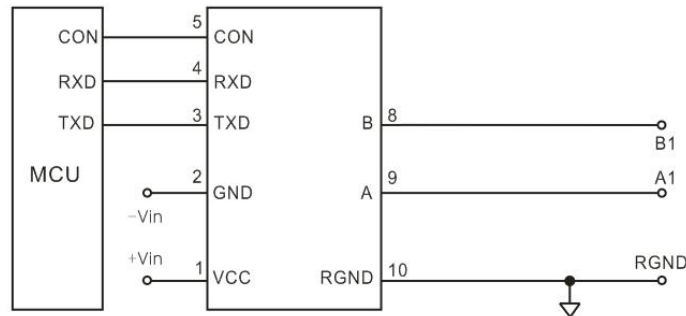 5
CON CON
4
RXD RXD
3
TXD TXD B 8
B1
MCU
2 9 A1
GND A
−Vin
+Vin
1 RGND
VCC RGND 10